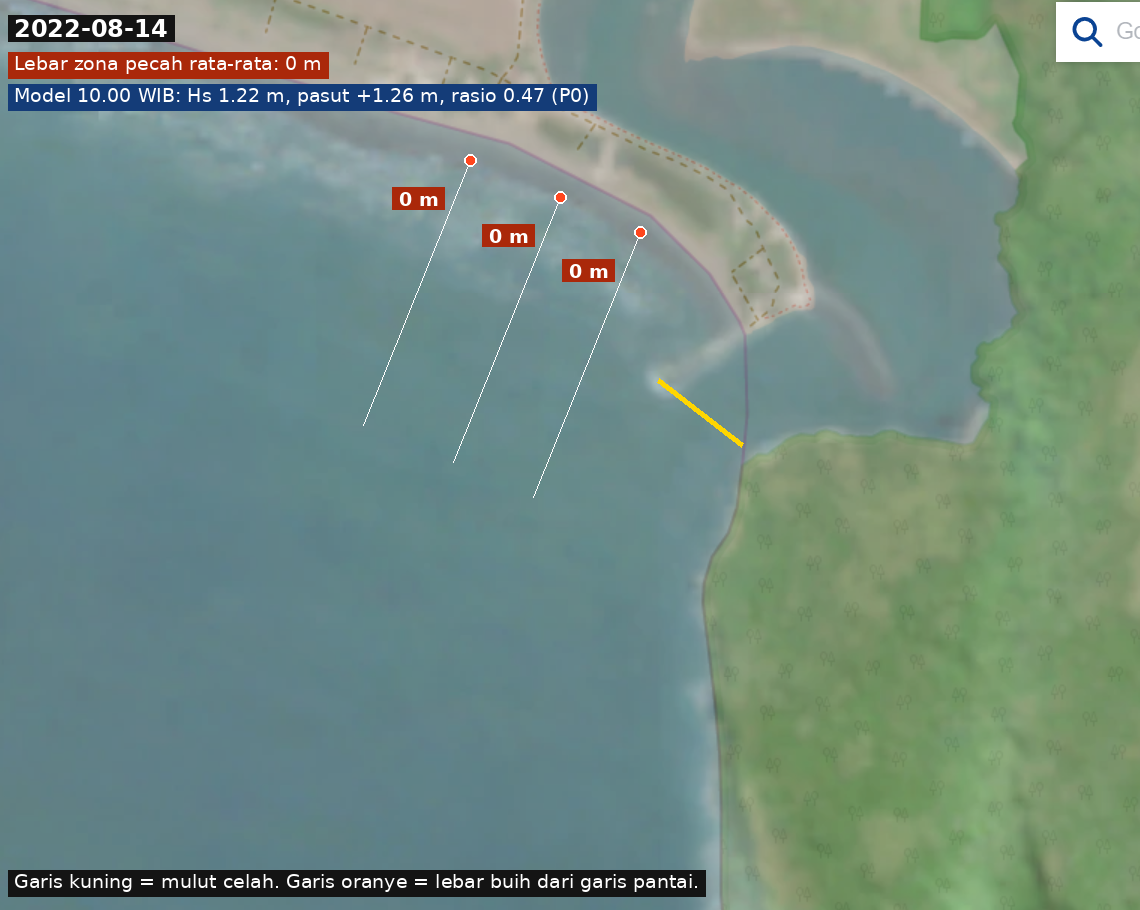 2022-08-14
Lebar zona pecah rata-rata: 0 m
Model 10.00 WIB: Hs 1.22 m, pasut +1.26 m, rasio 0.47 (P0)
Go
0 m
0 m
0 m
Garis kuning = mulut celah. Garis oranye = lebar buih dari garis pantai.